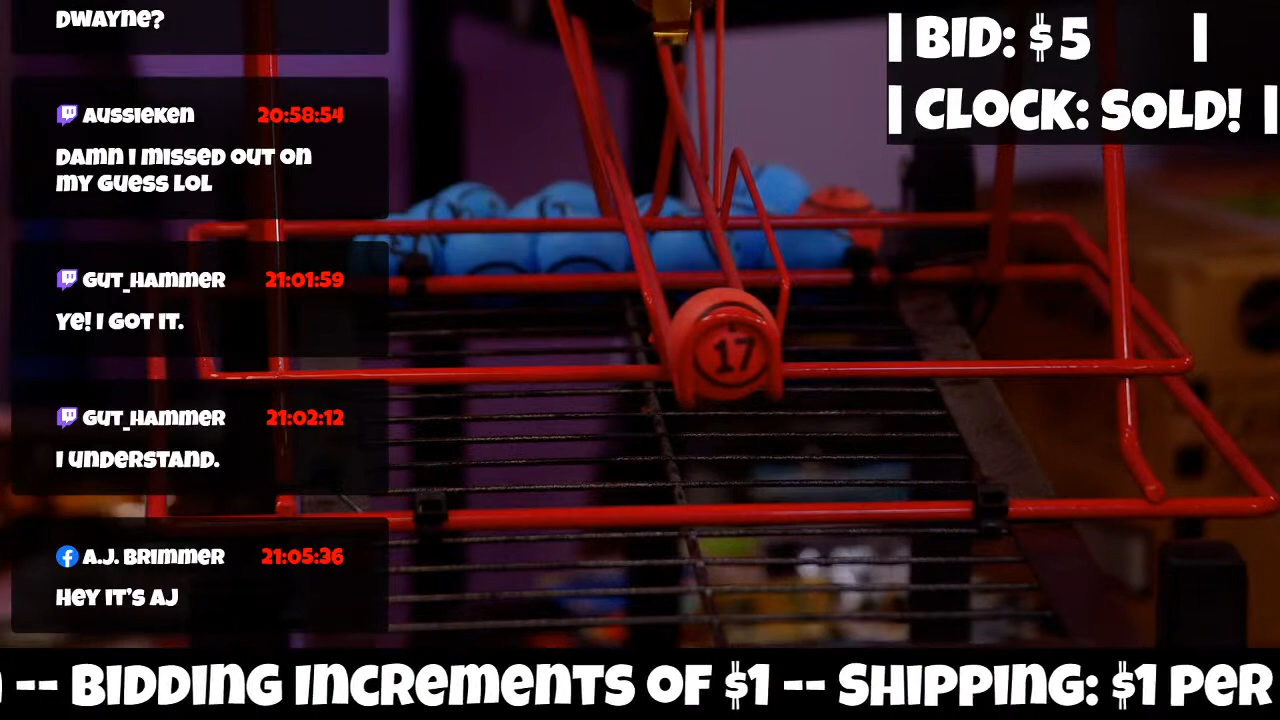 DWAYNE?
AUSSIEKEN 20:58:54
DAMN I MISSED OUT ON
MY GUESS LOL
GUT_HAMMER 21:01:59
YE! I GOT IT.
GUT_HAMMER 21:02:12
I UNDERSTAND.
A.J. BRIMMER 21:05:36
HEY IT'S AJ
| BID: $5 |
| CLOCK: SOLD! |
17
) -- BIDDING INCREMENTS OF $1 -- SHIPPING: $1 PER